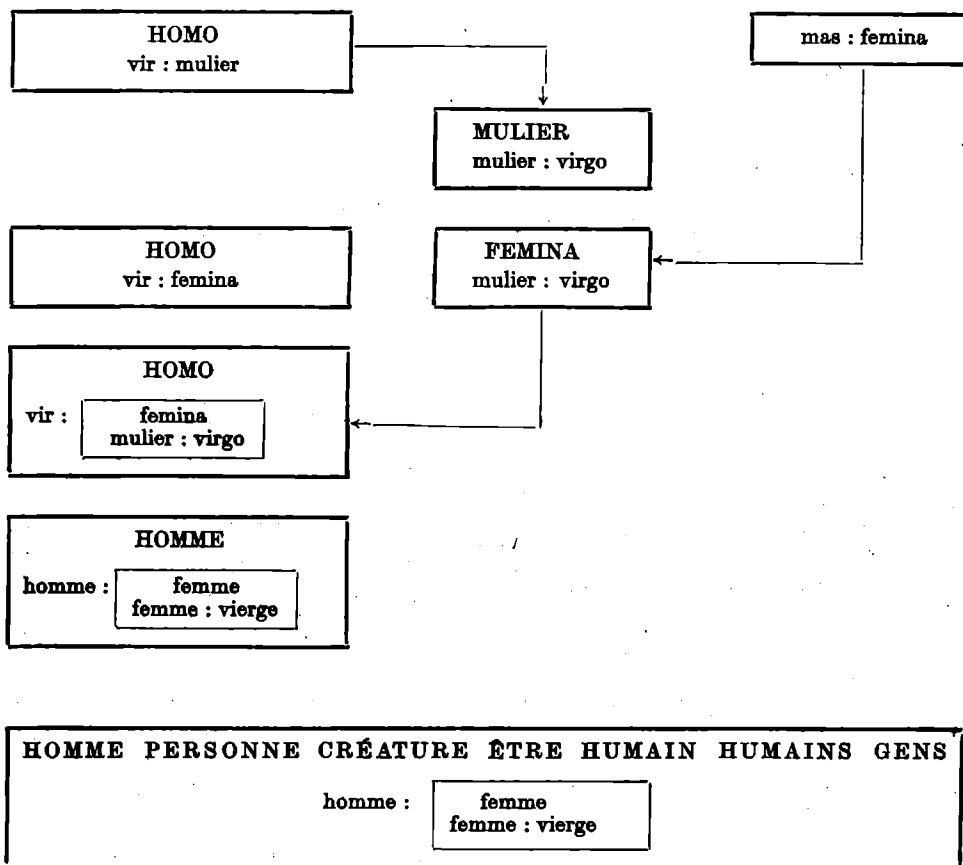 HOMO
vir : mulier
mas : femina
MULIER
mulier : virgo
HOMO
vir : femina
FEMINA
mulier : virgo
HOMO
vir :
femina
mulier : virgo
HOMME
homme :
femme
femme : vierge
HOMME PERSONNE CRÉATURE ÊTRE HUMAIN HUMAINS GENS
homme :
femme
femme : vierge